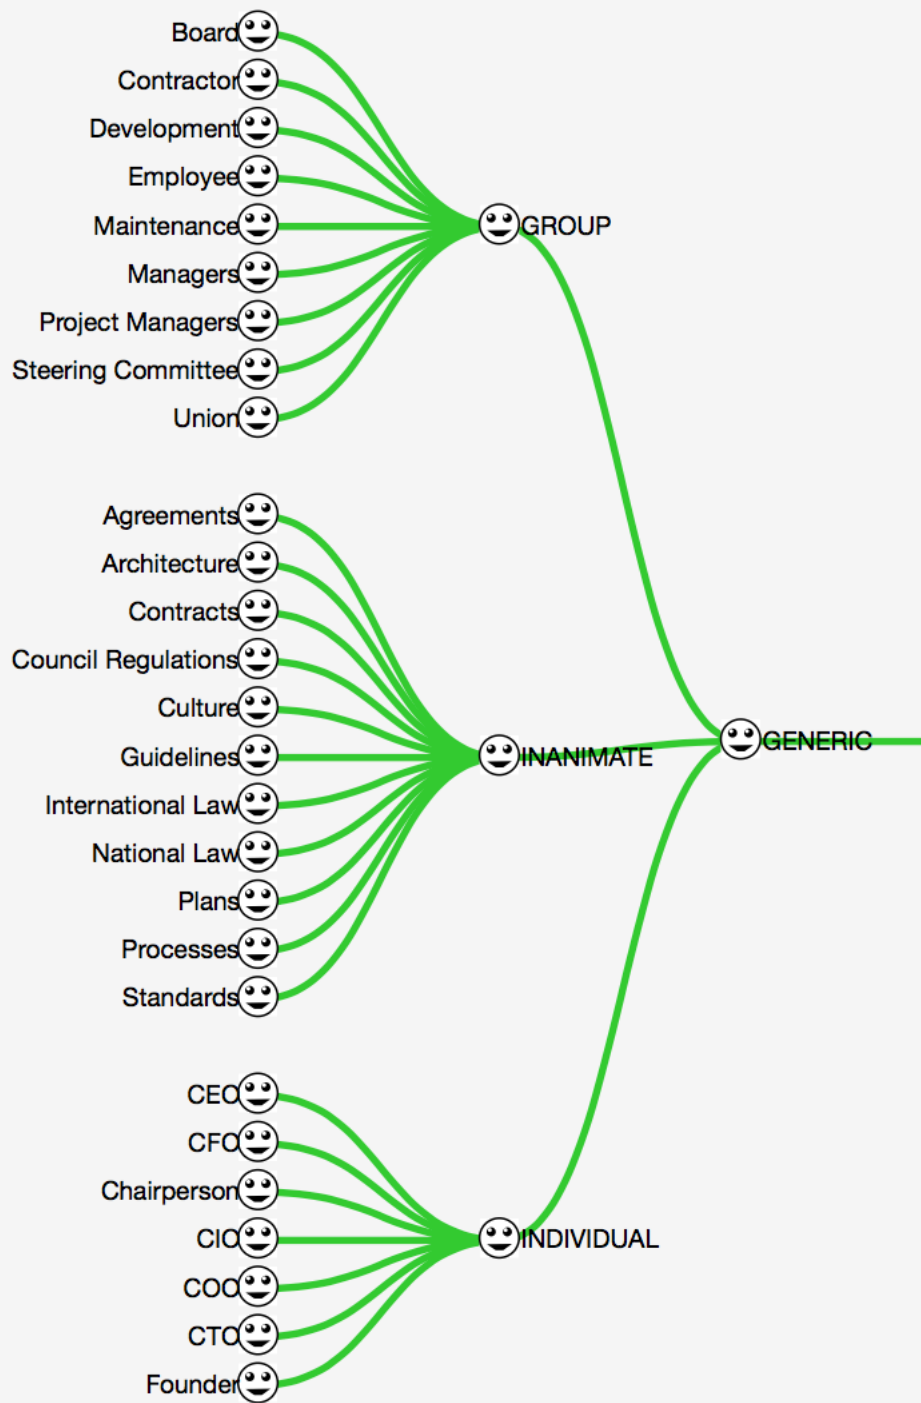 Board
Contractor
Development
Employee
Maintenance
Managers
Project Managers
Steering Committee
Union
GROUP
Agreements
Architecture
Contracts
Council Regulations
Culture
Guidelines
International Law
National Law
Plans
Processes
Standards
INANIMATE
GENERIC
CEO
CFO
Chairperson
CIO
COO
CTO
Founder
INDIVIDUAL